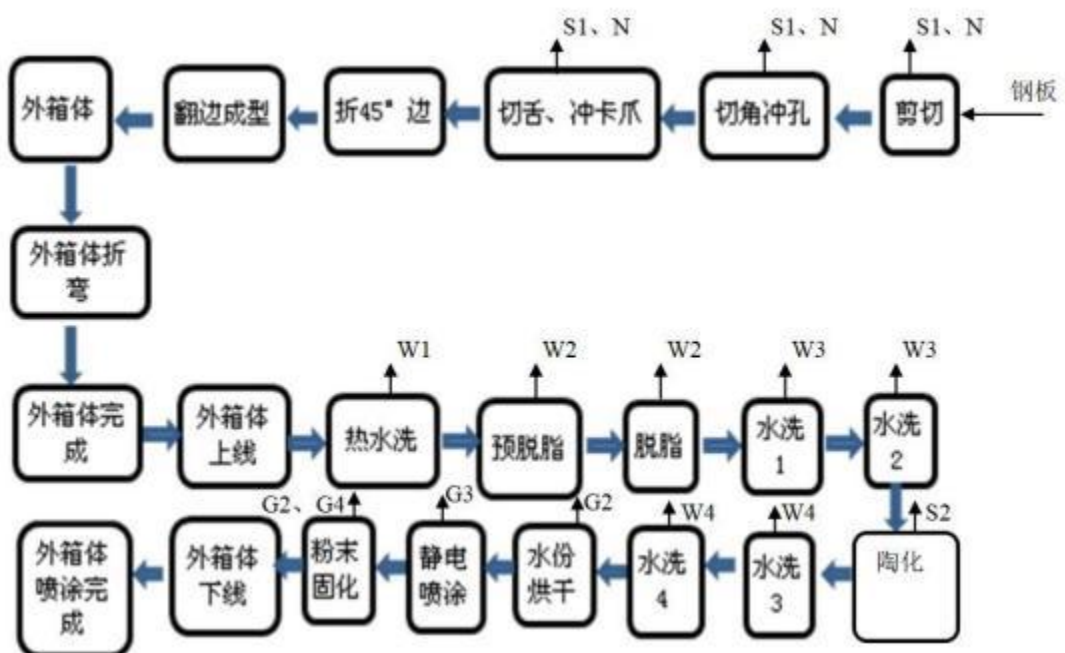 S1、N
S1、N
S1、N
外箱体
翻边成型
折45°边
切舌、冲卡爪
切角冲孔
剪切
钢板
外箱体折
弯
W1
W2
W2
W3
W3
外箱体完
成
外箱体
上线
热水洗
预脱脂
脱脂
水洗
1
水洗
2
G2、G4
G3
G2
W4
W4
S2
外箱体
喷涂完
成
外箱体
下线
粉末
固化
静电
喷涂
水份
烘干
水洗
4
水洗
3
陶化